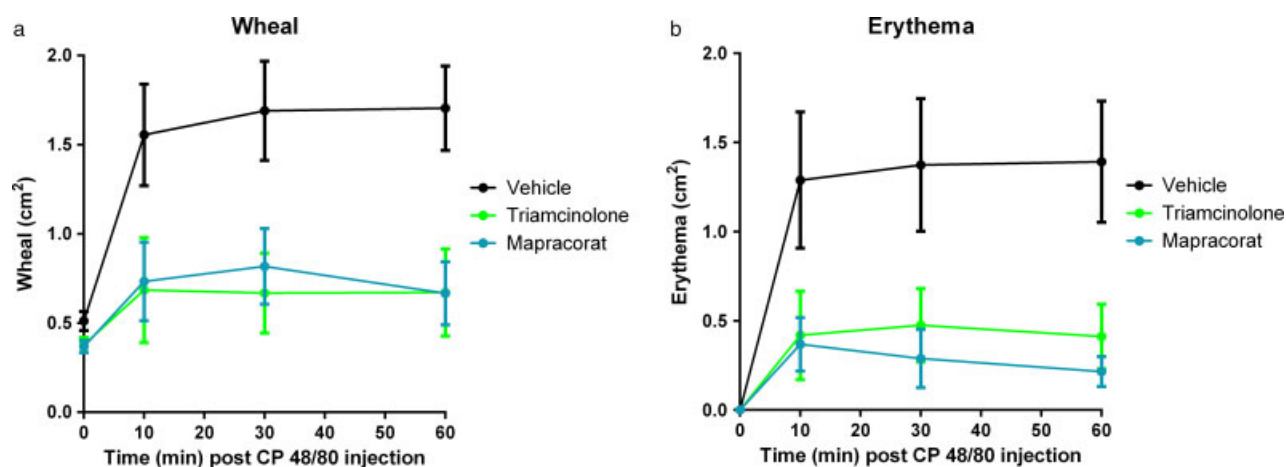 a
Wheal
2.0
1.5
1.0
0.5
0.0
Wheal (cm²)
0 10 20 30 40 50 60
Time (min) post CP 48/80 injection
Vehicle
Triamcinolone
Mapracorat
b
Erythema
2.0
1.5
1.0
0.5
0.0
Erythema (cm²)
0 10 20 30 40 50 60
Time (min) post CP 48/80 injection
Vehicle
Triamcinolone
Mapracorat